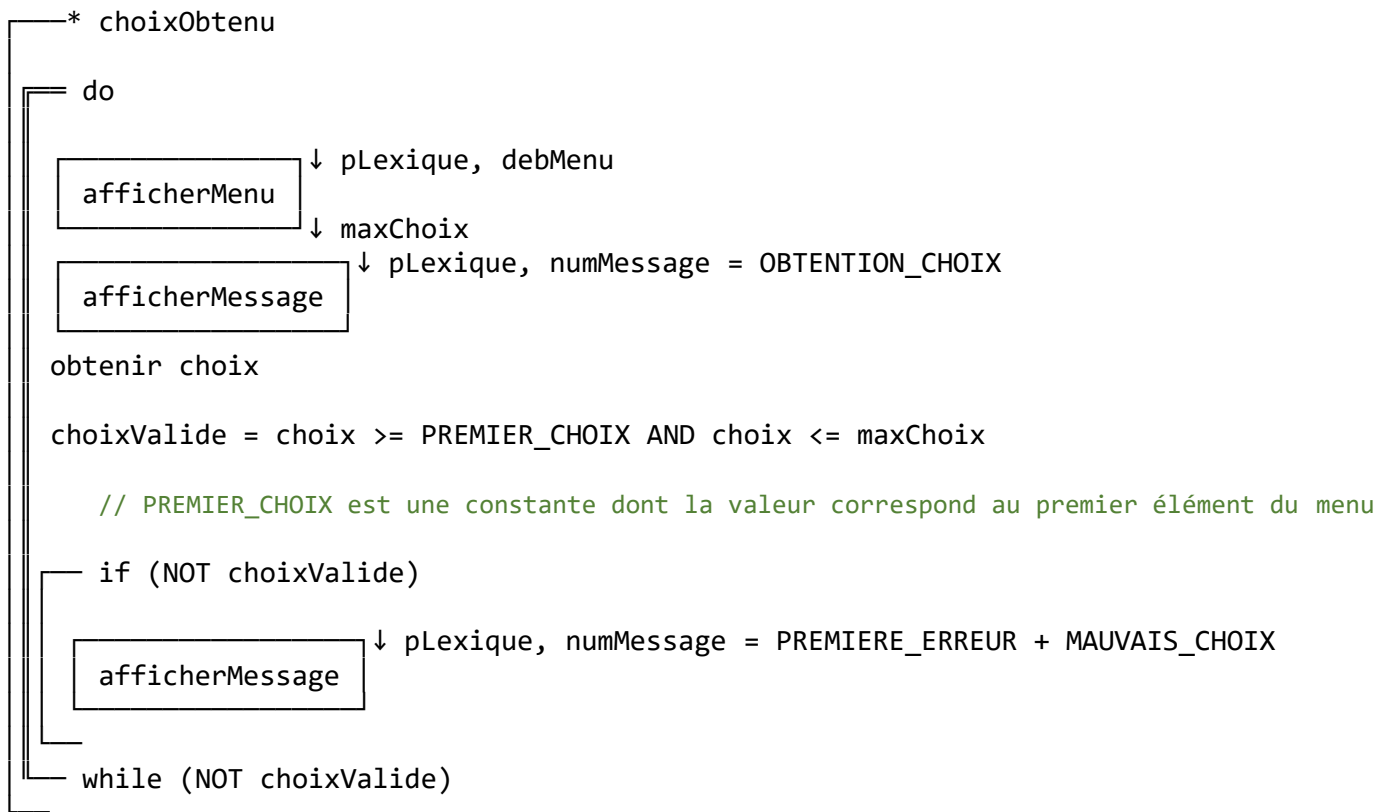 * choixObtenu
do
↓ pLexique, debMenu
afficherMenu
↓ maxChoix
↓ pLexique, numMessage = OBTENTION_CHOIX
afficherMessage
obtenir choix
choixValide = choix >= PREMIER_CHOIX AND choix <= maxChoix
// PREMIER_CHOIX est une constante dont la valeur correspond au premier élément du menu
if (NOT choixValide)
↓ pLexique, numMessage = PREMIERE_ERREUR + MAUVAIS_CHOIX
afficherMessage
while (NOT choixValide)